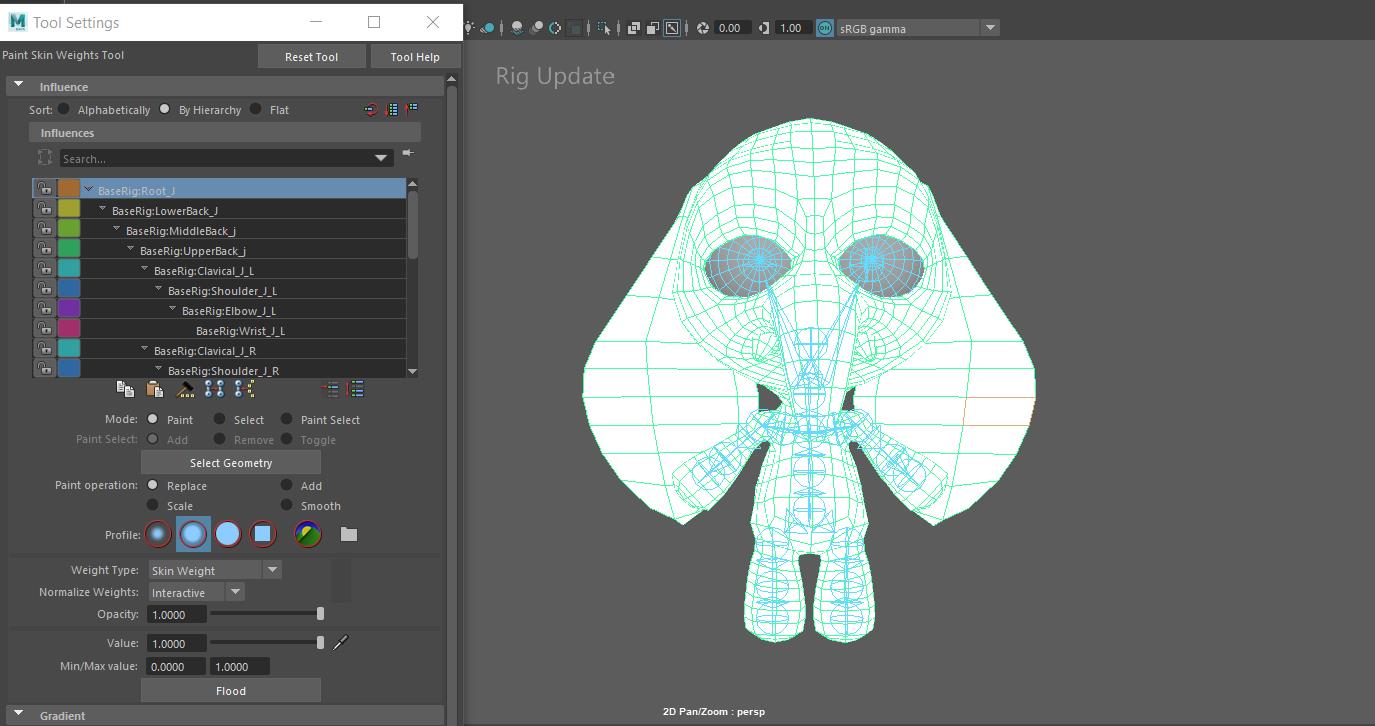 Tool Settings
Paint Skin Weights Tool
Reset Tool
Tool Help
Influence
Sort: Alphabetically By Hierarchy Flat
Influences
Search...
BaseRig:Root_J
BaseRig:LowerBack_J
BaseRig:MiddleBack_j
BaseRig:UpperBack_j
BaseRig:Clavical_J_L
BaseRig:Shoulder_J_L
BaseRig:Elbow_J_L
BaseRig:Wrist_J_L
BaseRig:Clavical_J_R
BaseRig:Shoulder_J_R
Mode: Paint Select Paint Select
Paint Select: Add Remove Toggle
Select Geometry
Paint operation: Replace Add
Scale Smooth
Profile:
Weight Type: Skin Weight
Normalize Weights: Interactive
Opacity: 1.0000
Value: 1.0000
Min/Max value: 0.0000 1.0000
Flood
Gradient
0.00 1.00 ON sRGB gamma
Rig Update
2D Pan/Zoom : persp